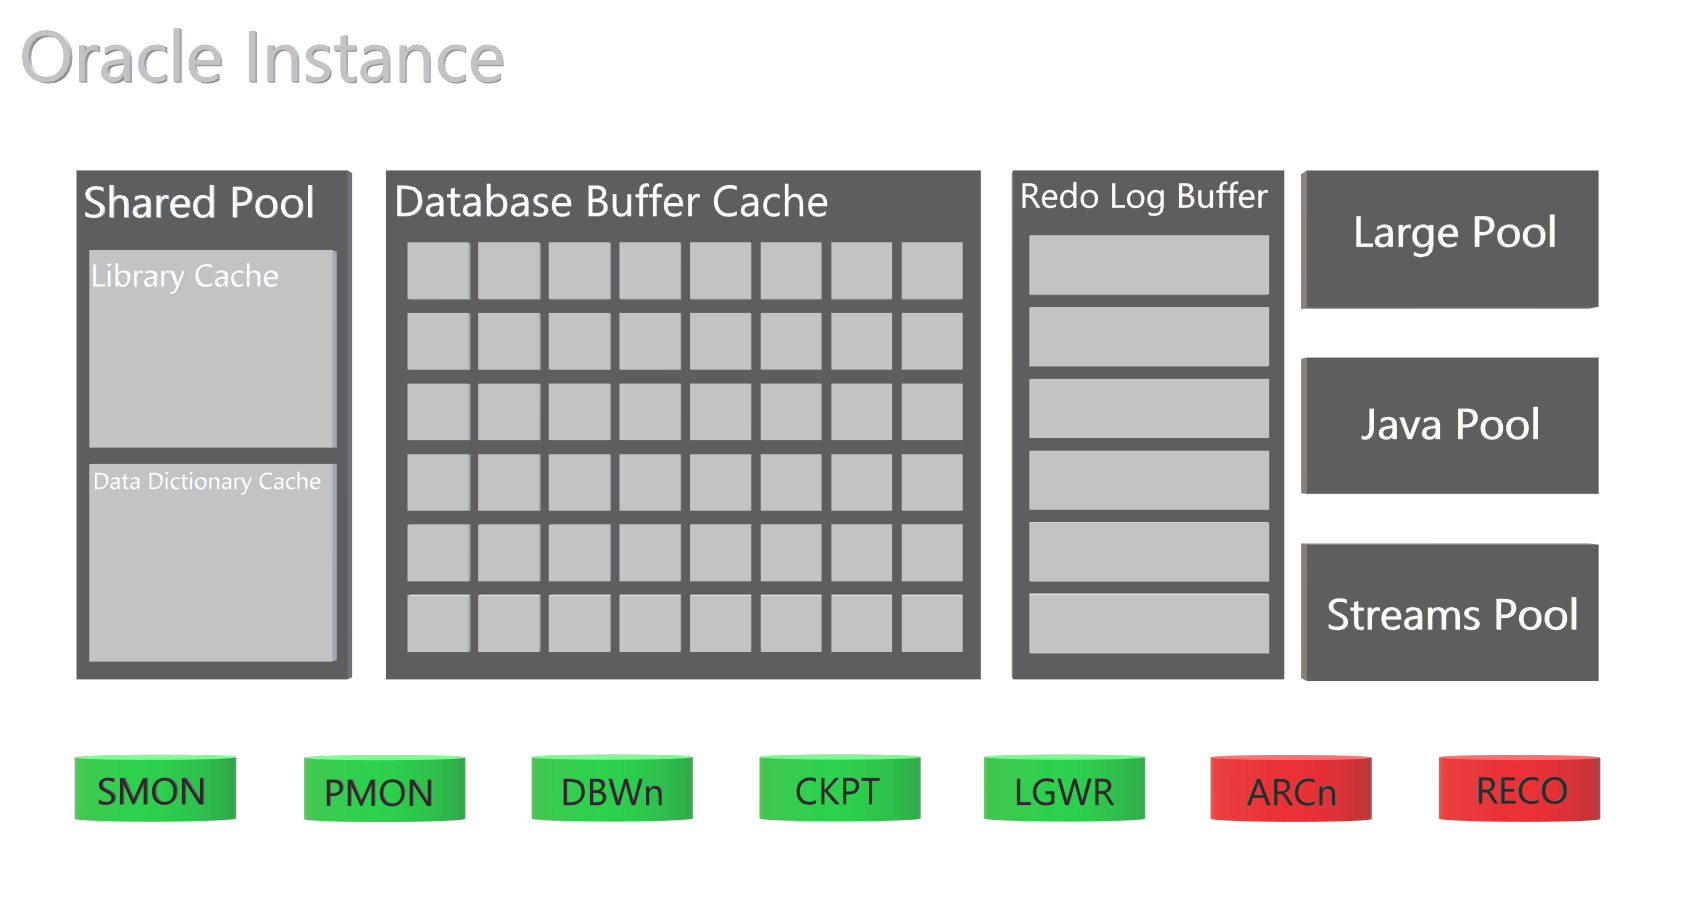 Oracle Instance
Shared Pool
Library Cache
Data Dictionary Cache
Database Buffer Cache
Redo Log Buffer
Large Pool
Java Pool
Streams Pool
SMON
PMON
DBWn
CKPT
LGWR
ARCn
RECO